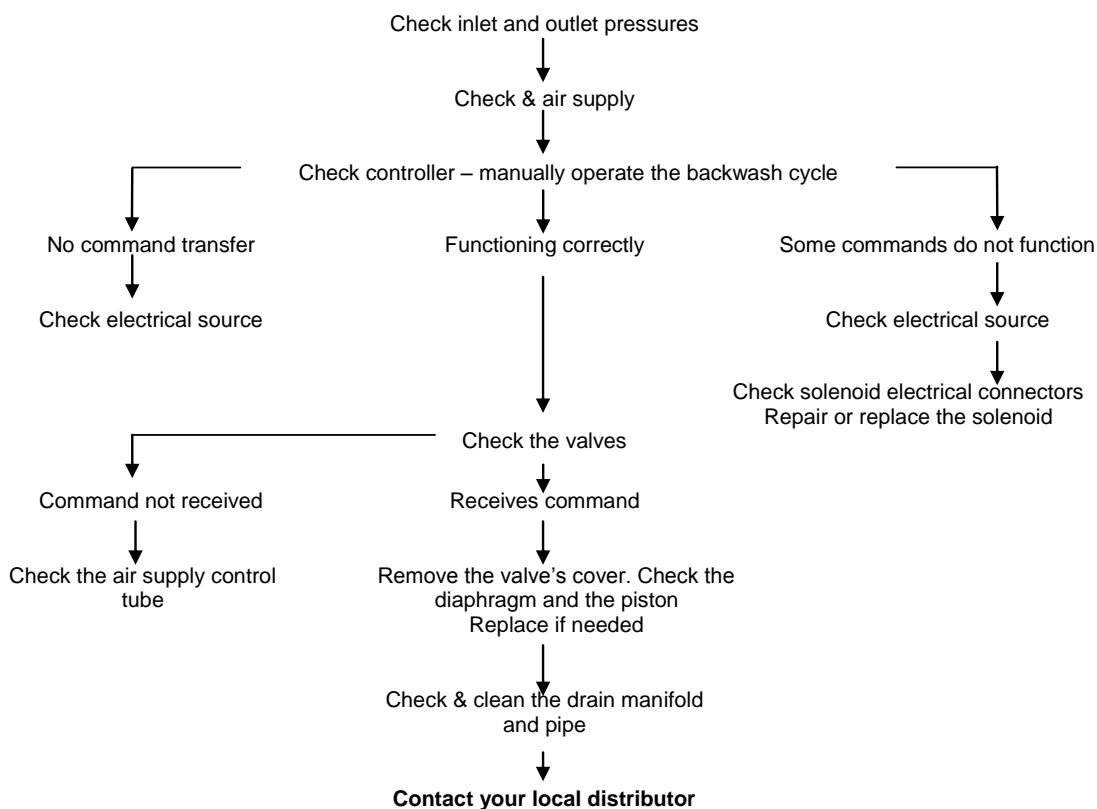 Check inlet and outlet pressures
Check & air supply
Check controller – manually operate the backwash cycle
No command transfer
Functioning correctly
Some commands do not function
Check electrical source
Check electrical source
Check solenoid electrical connectors
Repair or replace the solenoid
Check the valves
Command not received
Receives command
Check the air supply control
tube
Remove the valve’s cover. Check the
diaphragm and the piston
Replace if needed
Check & clean the drain manifold
and pipe
Contact your local distributor